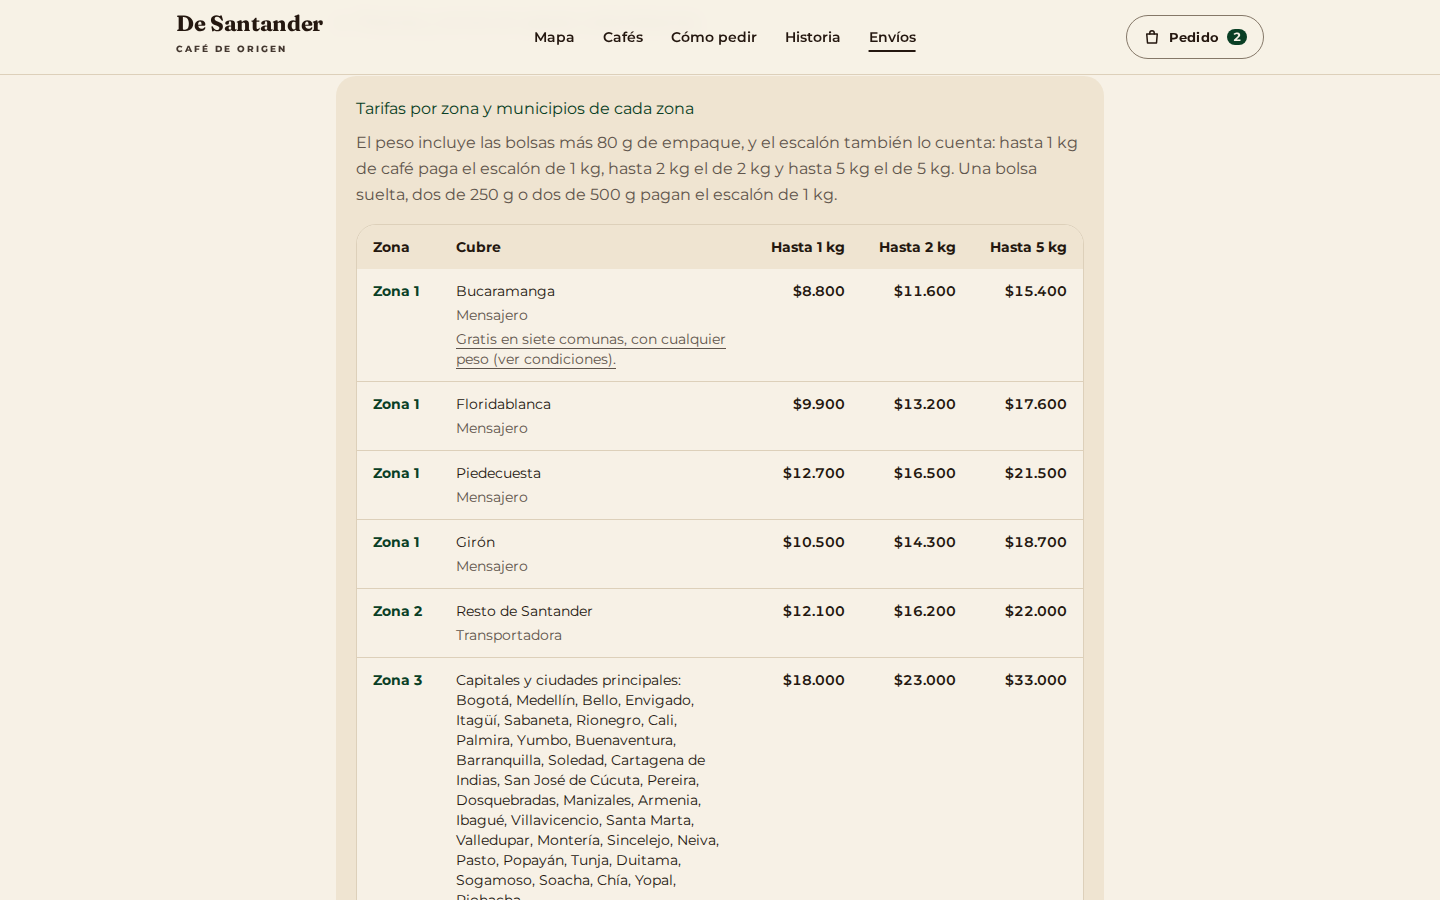 De Santander
CAFÉ DE ORIGEN
Mapa
Cafés
Cómo pedir
Historia
Envíos
Pedido 2
Tarifas por zona y municipios de cada zona
El peso incluye las bolsas más 80 g de empaque, y el escalón también lo cuenta: hasta 1 kg
de café paga el escalón de 1 kg, hasta 2 kg el de 2 kg y hasta 5 kg el de 5 kg. Una bolsa
suelta, dos de 250 g o dos de 500 g pagan el escalón de 1 kg.
Zona Cubre Hasta 1 kg Hasta 2 kg Hasta 5 kg
Zona 1 Bucaramanga $8.800 $11.600 $15.400
Mensajero
Gratis en siete comunas, con cualquier
peso (ver condiciones).
Zona 1 Floridablanca $9.900 $13.200 $17.600
Mensajero
Zona 1 Piedecuesta $12.700 $16.500 $21.500
Mensajero
Zona 1 Girón $10.500 $14.300 $18.700
Mensajero
Zona 2 Resto de Santander $12.100 $16.200 $22.000
Transportadora
Zona 3 Capitales y ciudades principales: $18.000 $23.000 $33.000
Bogotá, Medellín, Bello, Envigado,
Itagüí, Sabaneta, Rionegro, Cali,
Palmira, Yumbo, Buenaventura,
Barranquilla, Soledad, Cartagena de
Indias, San José de Cúcuta, Pereira,
Dosquebradas, Manizales, Armenia,
Ibagué, Villavicencio, Santa Marta,
Valledupar, Montería, Sincelejo, Neiva,
Pasto, Popayán, Tunja, Duitama,
Sogamoso, Soacha, Chía, Yopal,